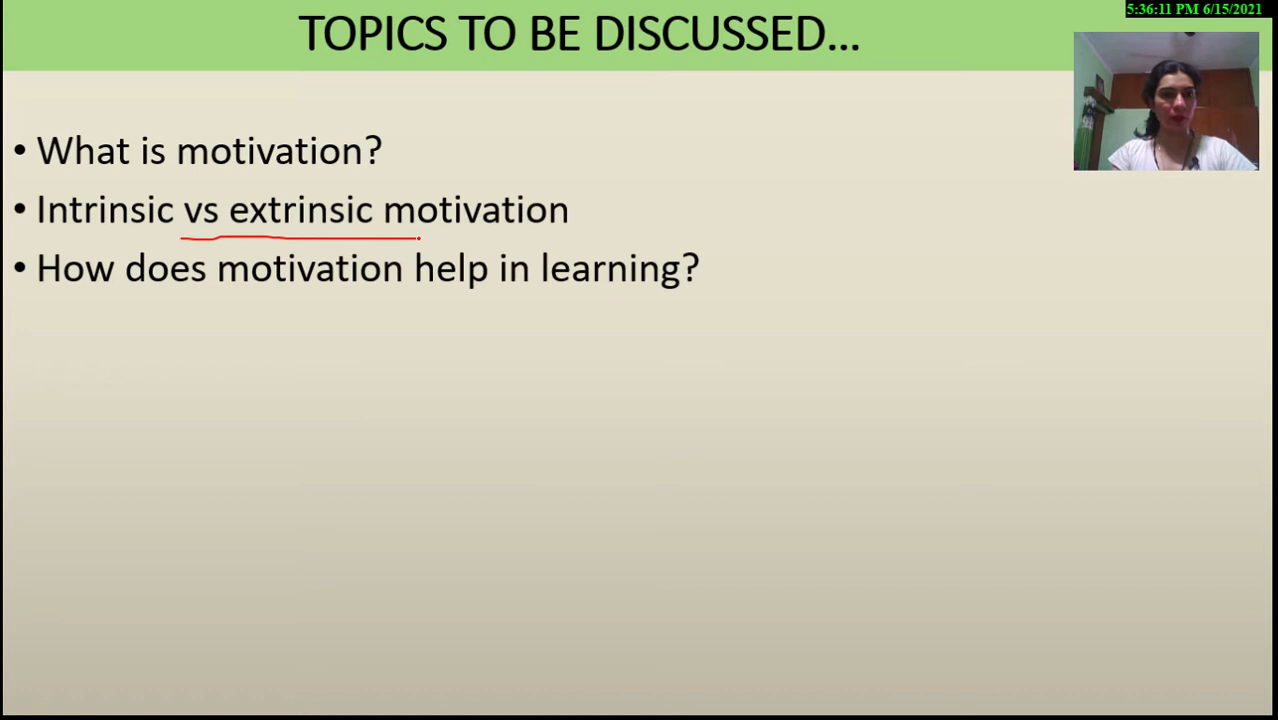 TOPICS TO BE DISCUSSED...
5:36:11 PM 6/15/2021
• What is motivation?
• Intrinsic vs extrinsic motivation
• How does motivation help in learning?